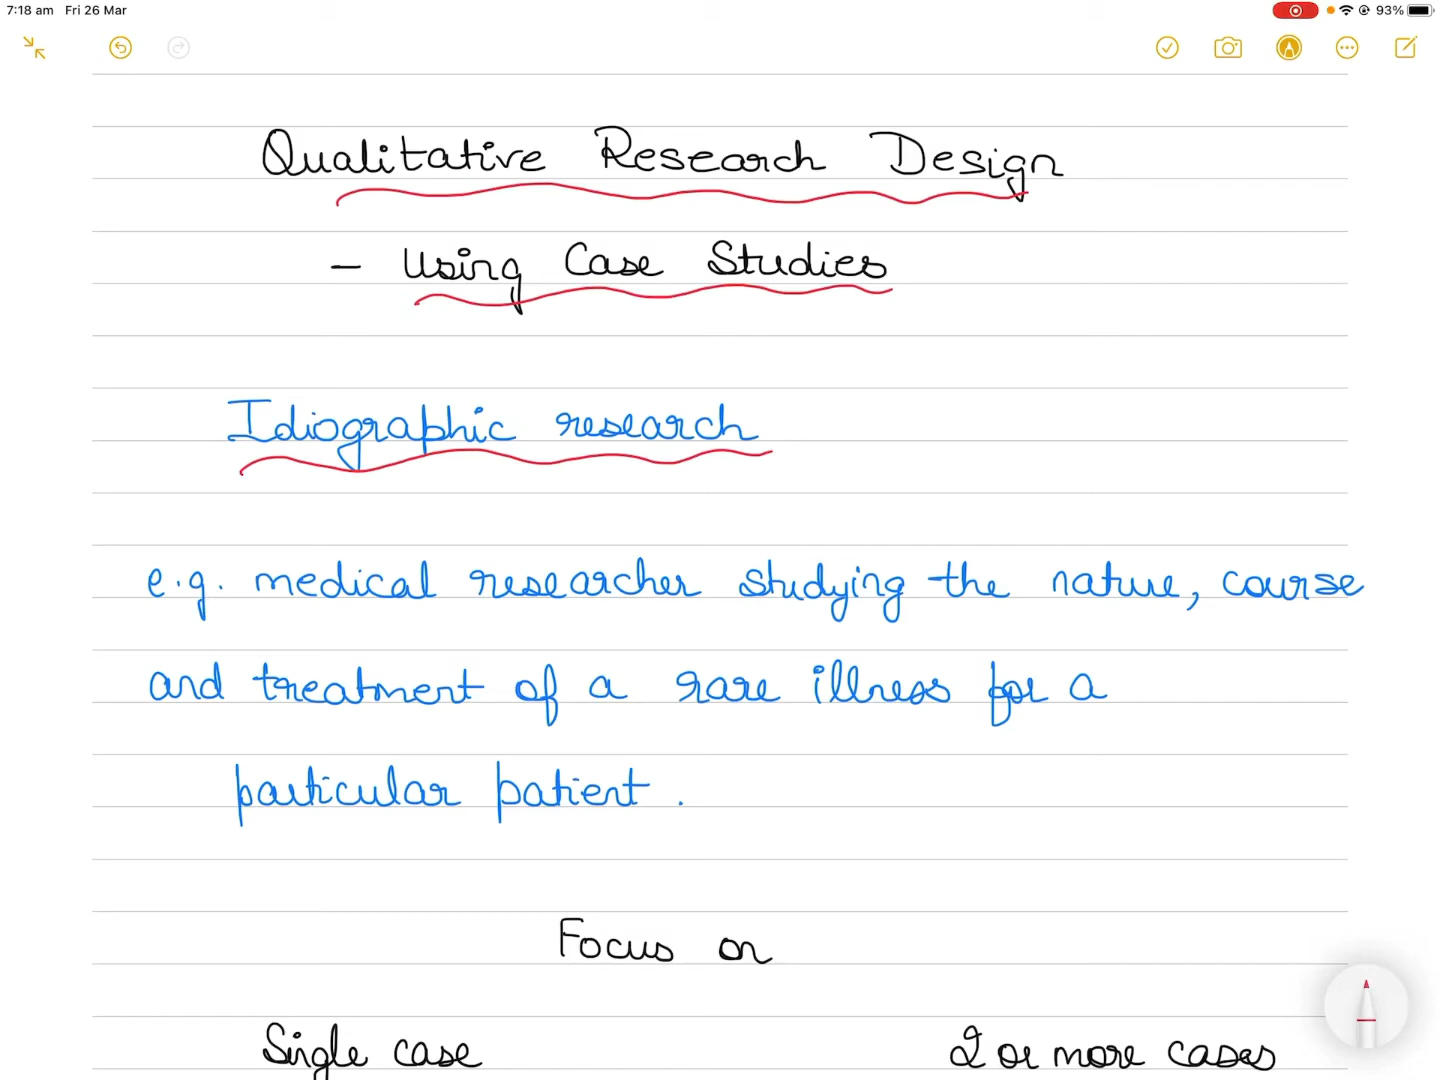 7:18 am Fri 26 Mar 93%
Qualitative Research Design
- Using Case Studies
Idiographic research
e.g. medical researcher studying the nature, course
and treatment of a rare illness for a
particular patient.
Focus on
Single case 2 or more cases